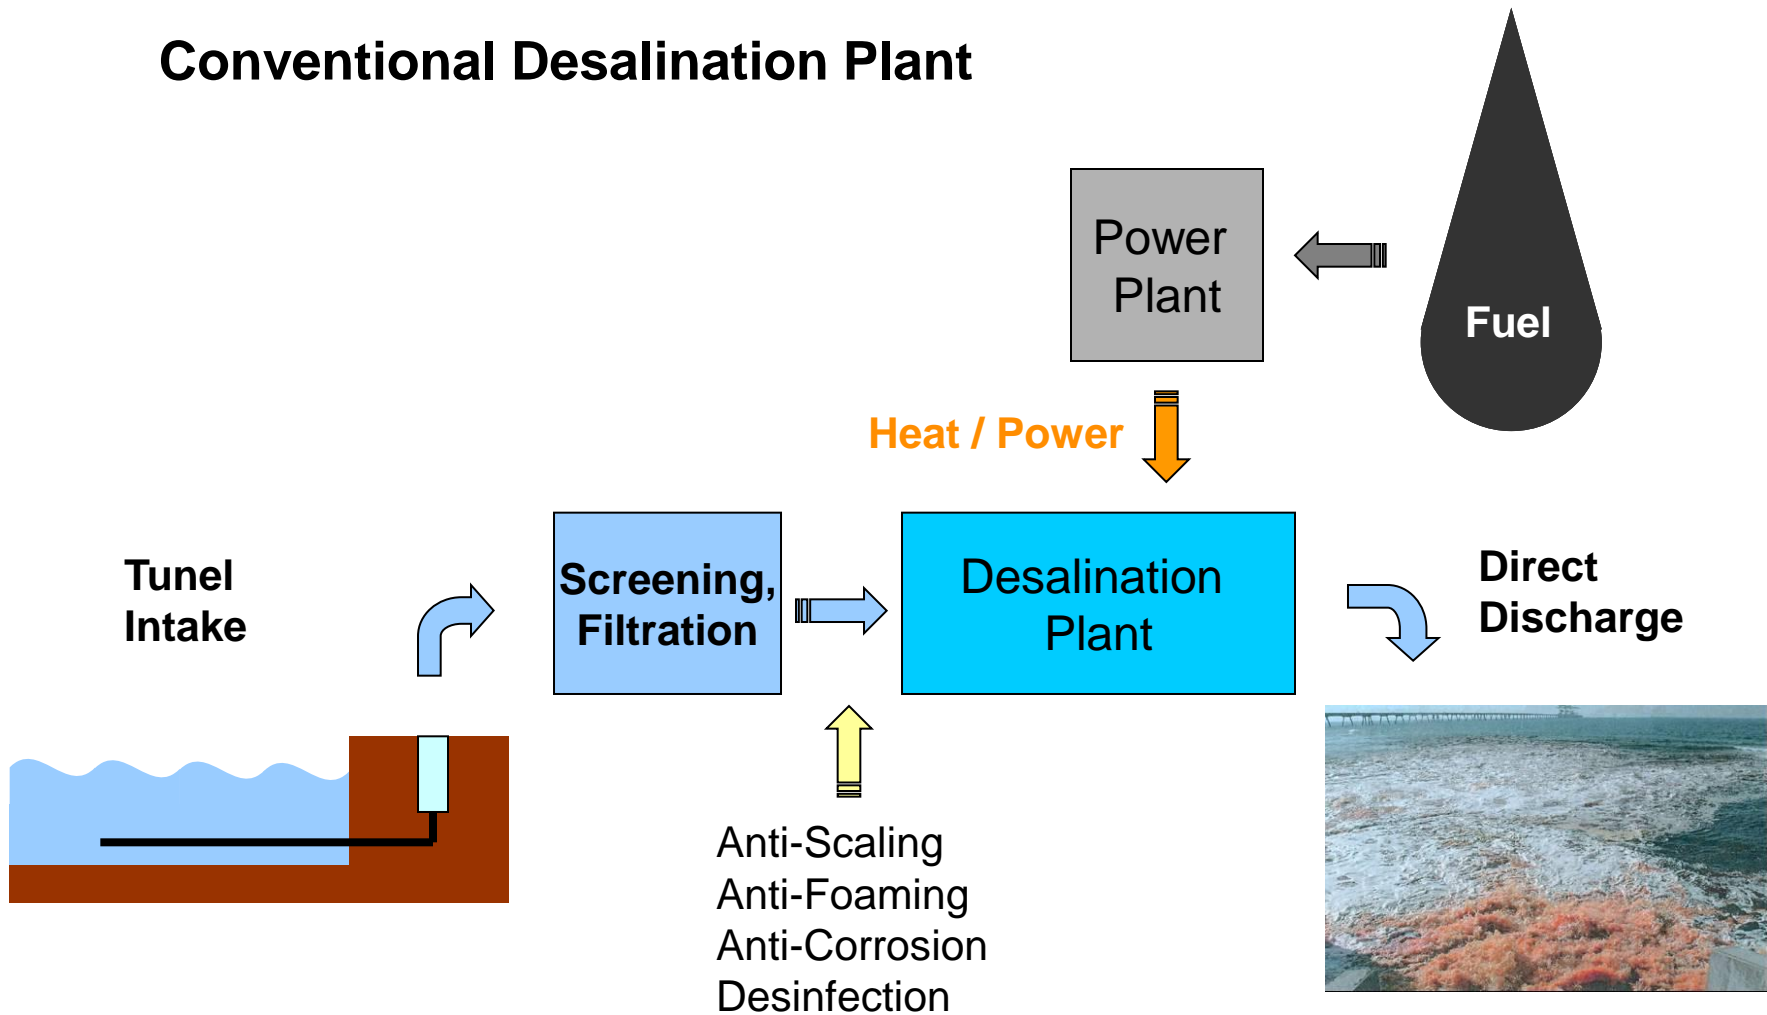 Conventional Desalination Plant
Power
Plant
Fuel
Heat / Power
Tunel
Intake
Screening,
Filtration
Desalination
Plant
Direct
Discharge
Anti-Scaling
Anti-Foaming
Anti-Corrosion
Desinfection